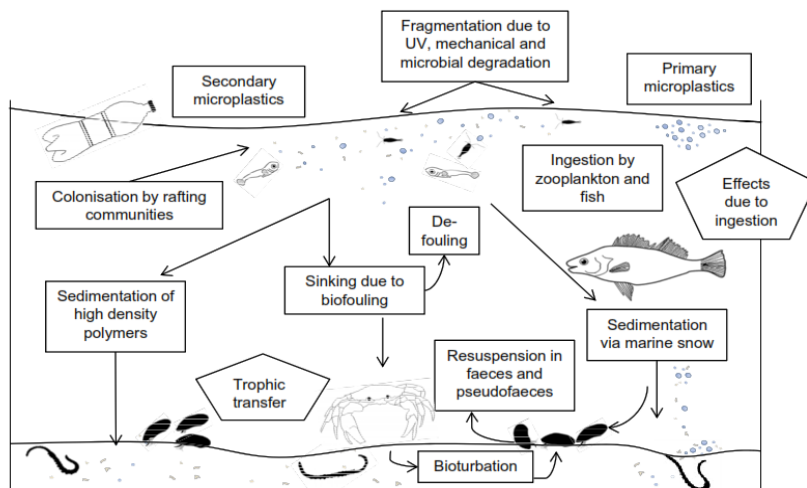 Fragmentation due to
UV, mechanical and
microbial degradation
Secondary
microplastics
Primary
microplastics
Ingestion by
zooplankton and
fish
Effects
due to
ingestion
Colonisation by rafting
communities
De-
fouling
Sinking due to
biofouling
Sedimentation of
high density
polymers
Sedimentation
via marine snow
Resuspension in
faeces and
pseudofaeces
Trophic
transfer
Bioturbation